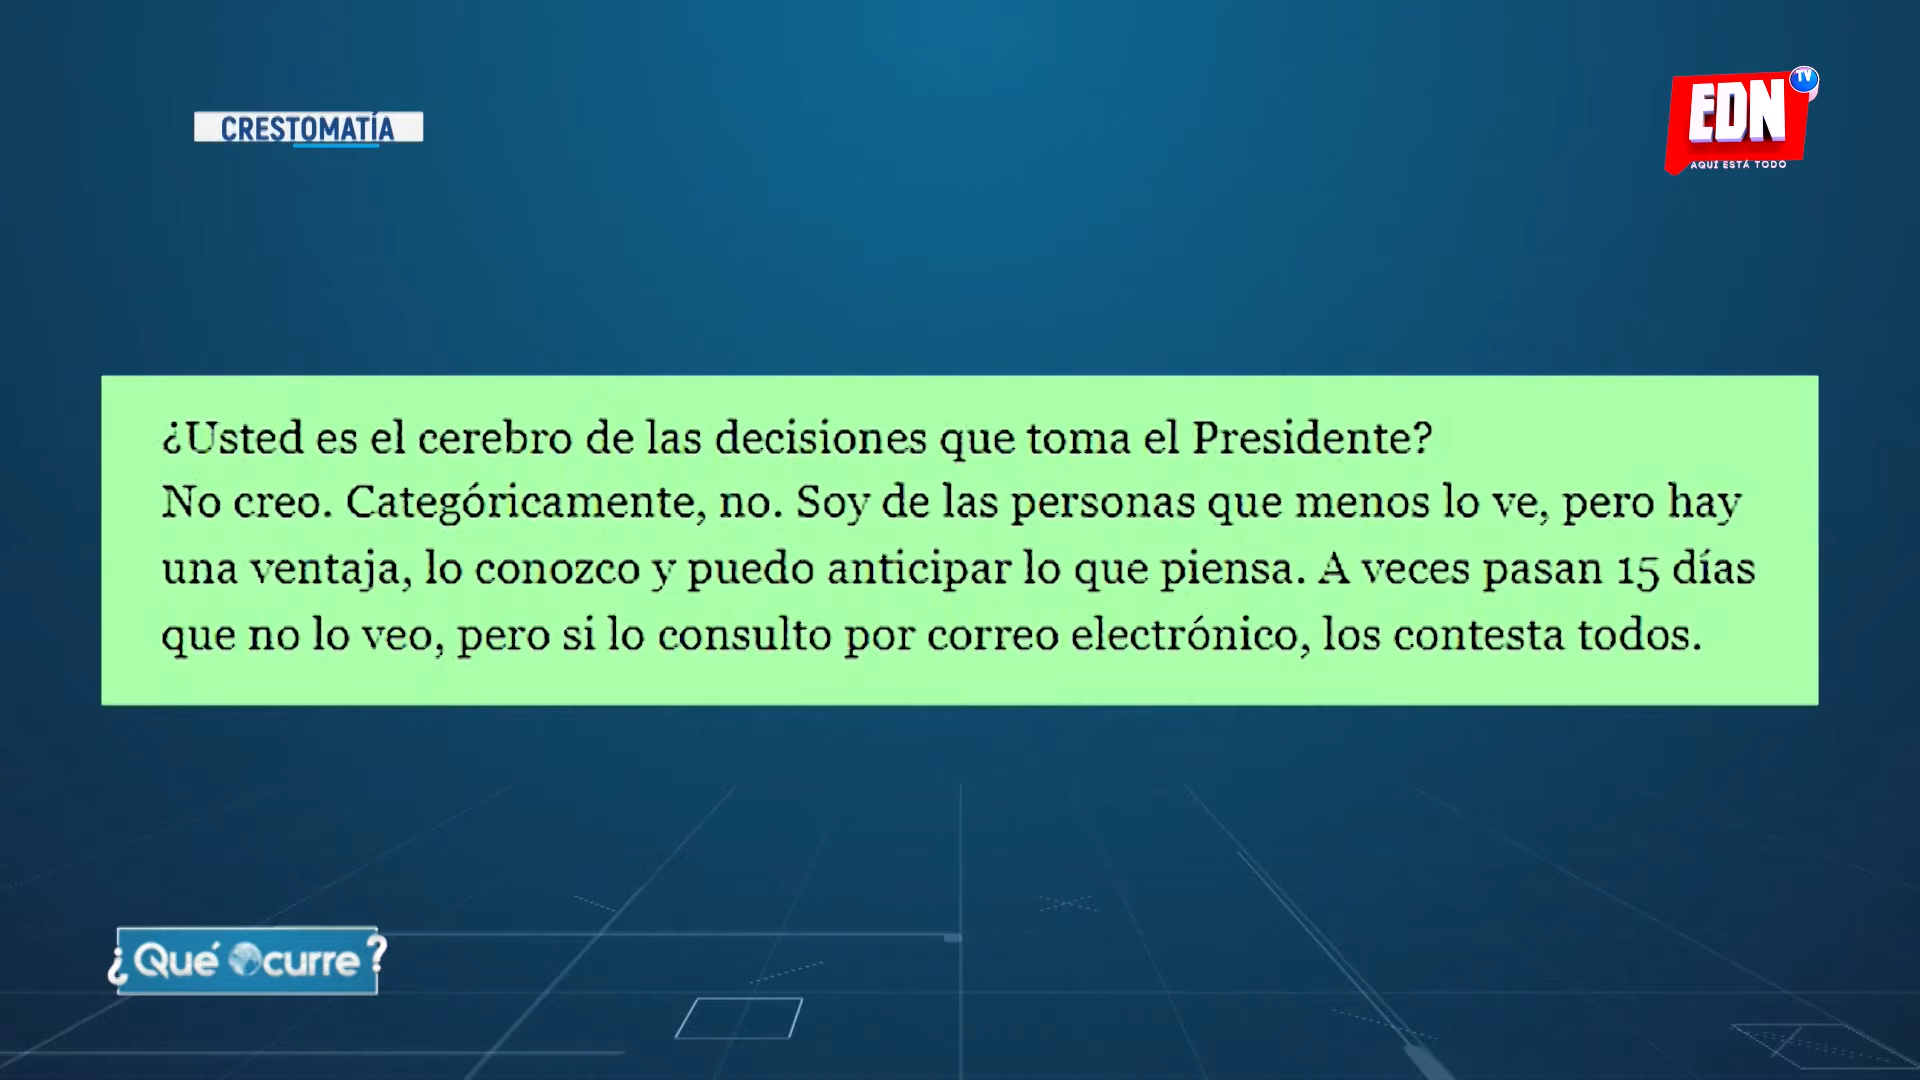 CRESTOMATÍA
EDN TV
AQUÍ ESTÁ TODO
¿Usted es el cerebro de las decisiones que toma el Presidente?
No creo. Categóricamente, no. Soy de las personas que menos lo ve, pero hay
una ventaja, lo conozco y puedo anticipar lo que piensa. A veces pasan 15 días
que no lo veo, pero si lo consulto por correo electrónico, los contesta todos.
¿Qué Ocurre?